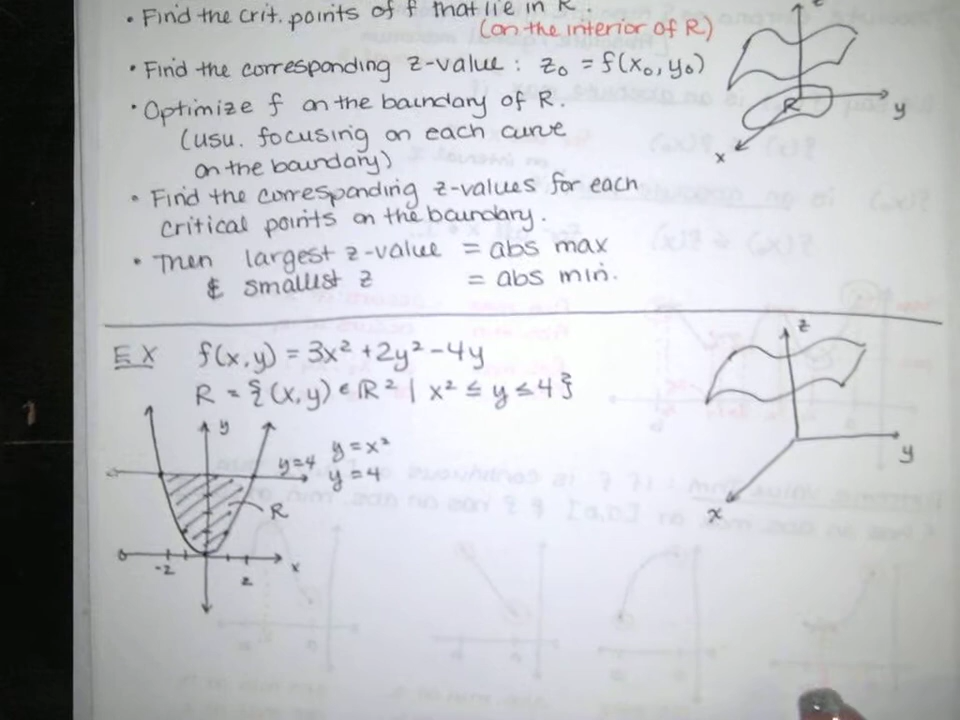 • Find the crit. points of f that lie in R.
(on the interior of R)
• Find the corresponding z-value : z₀ = f(x₀, y₀)
• Optimize f on the boundary of R.
(usu. focusing on each curve
on the boundary)
• Find the corresponding z-values for each
critical points on the boundary.
• Then largest z-value = abs max
& smallest z = abs min.
R
y
x
EX f(x,y) = 3x² + 2y² - 4y
R = {(x,y) ∈ ℝ² | x² ≤ y ≤ 4}
y
y=4
y = x²
y = 4
R
-2
2
x
z
y
x